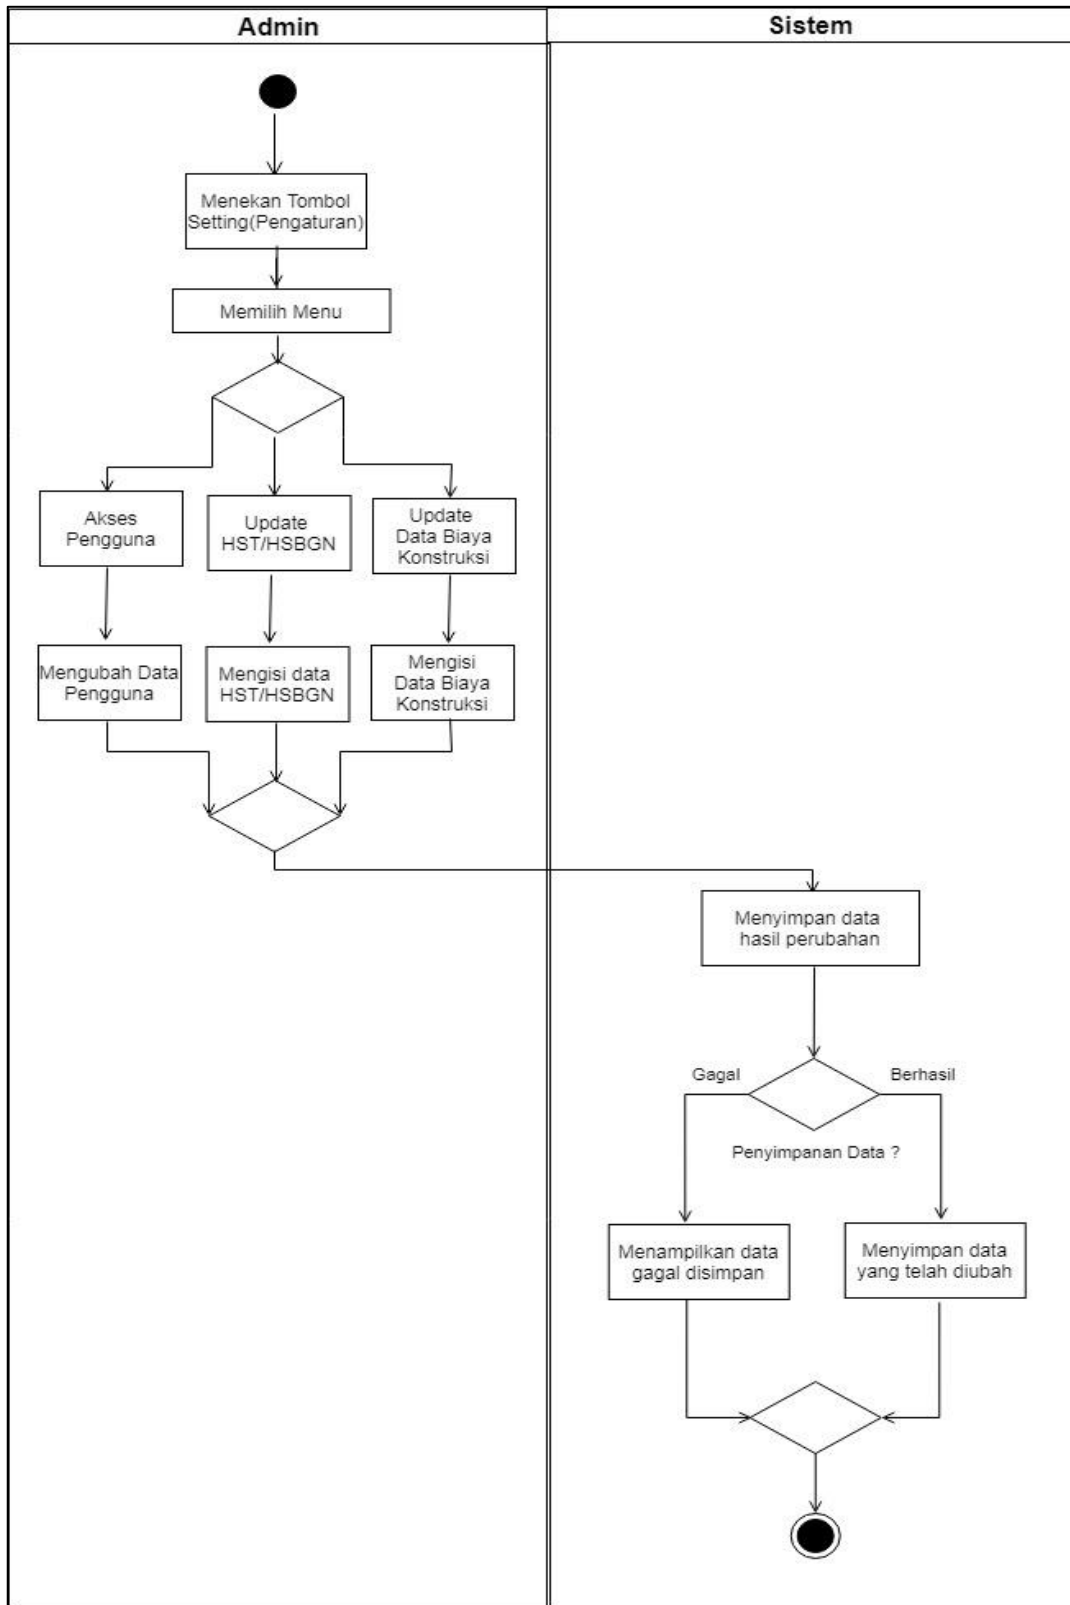 Admin
Sistem
Menekan Tombol
Setting(Pengaturan)
Memilih Menu
Akses
Pengguna
Update
HST/HSBGN
Update
Data Biaya
Konstruksi
Mengubah Data
Pengguna
Mengisi data
HST/HSBGN
Mengisi
Data Biaya
Konstruksi
Menyimpan data
hasil perubahan
Gagal
Berhasil
Penyimpanan Data ?
Menampilkan data
gagal disimpan
Menyimpan data
yang telah diubah